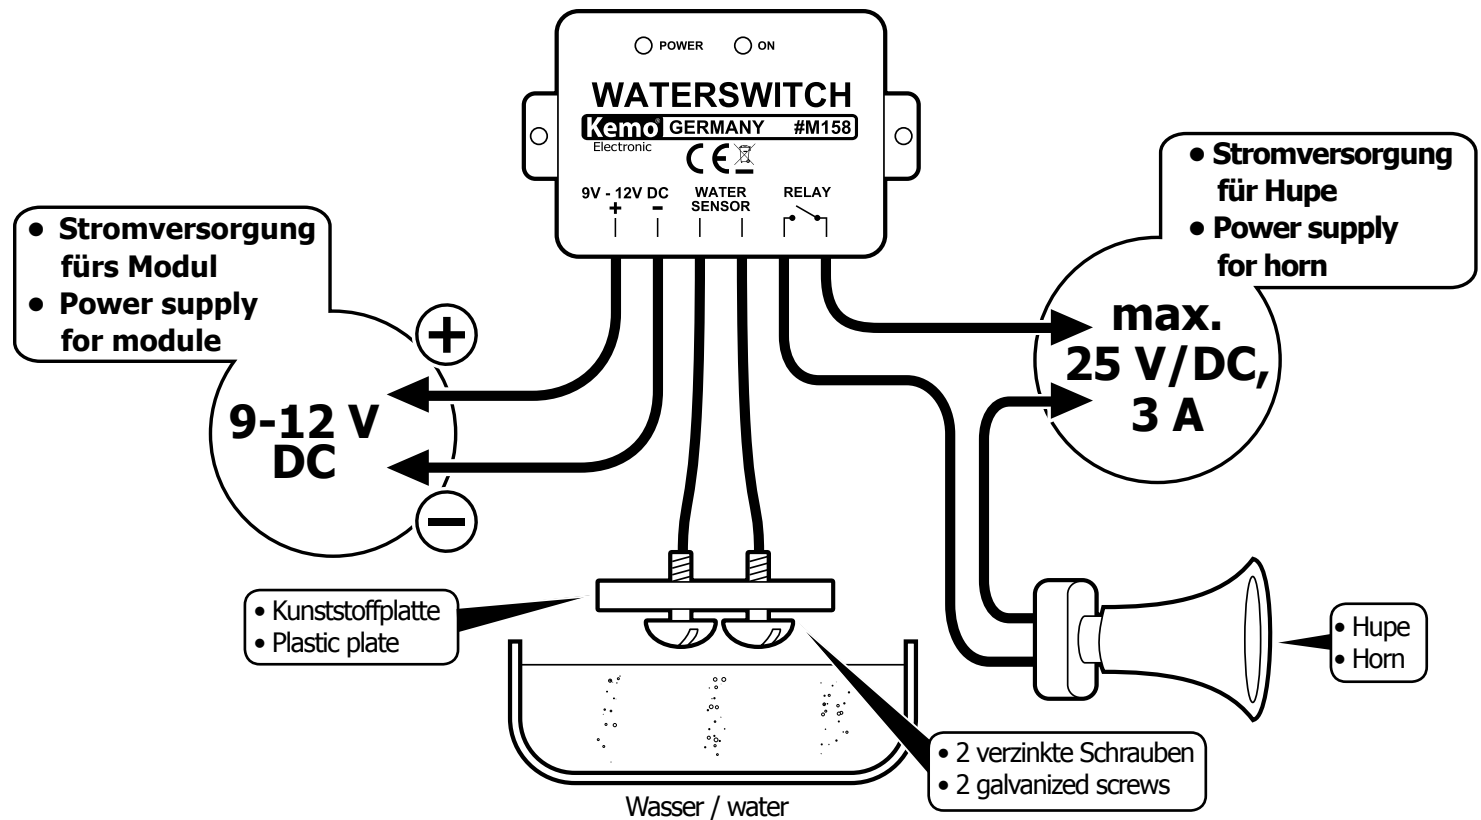 POWER ON
WATERSWITCH
Kemo® GERMANY #M158
Electronic
CE
9V - 12V DC WATER RELAY
+ - SENSOR
• Stromversorgung
fürs Modul
• Power supply
for module
+
9-12 V
DC
−
• Stromversorgung
für Hupe
• Power supply
for horn
max.
25 V/DC,
3 A
• Kunststoffplatte
• Plastic plate
• Hupe
• Horn
• 2 verzinkte Schrauben
• 2 galvanized screws
Wasser / water